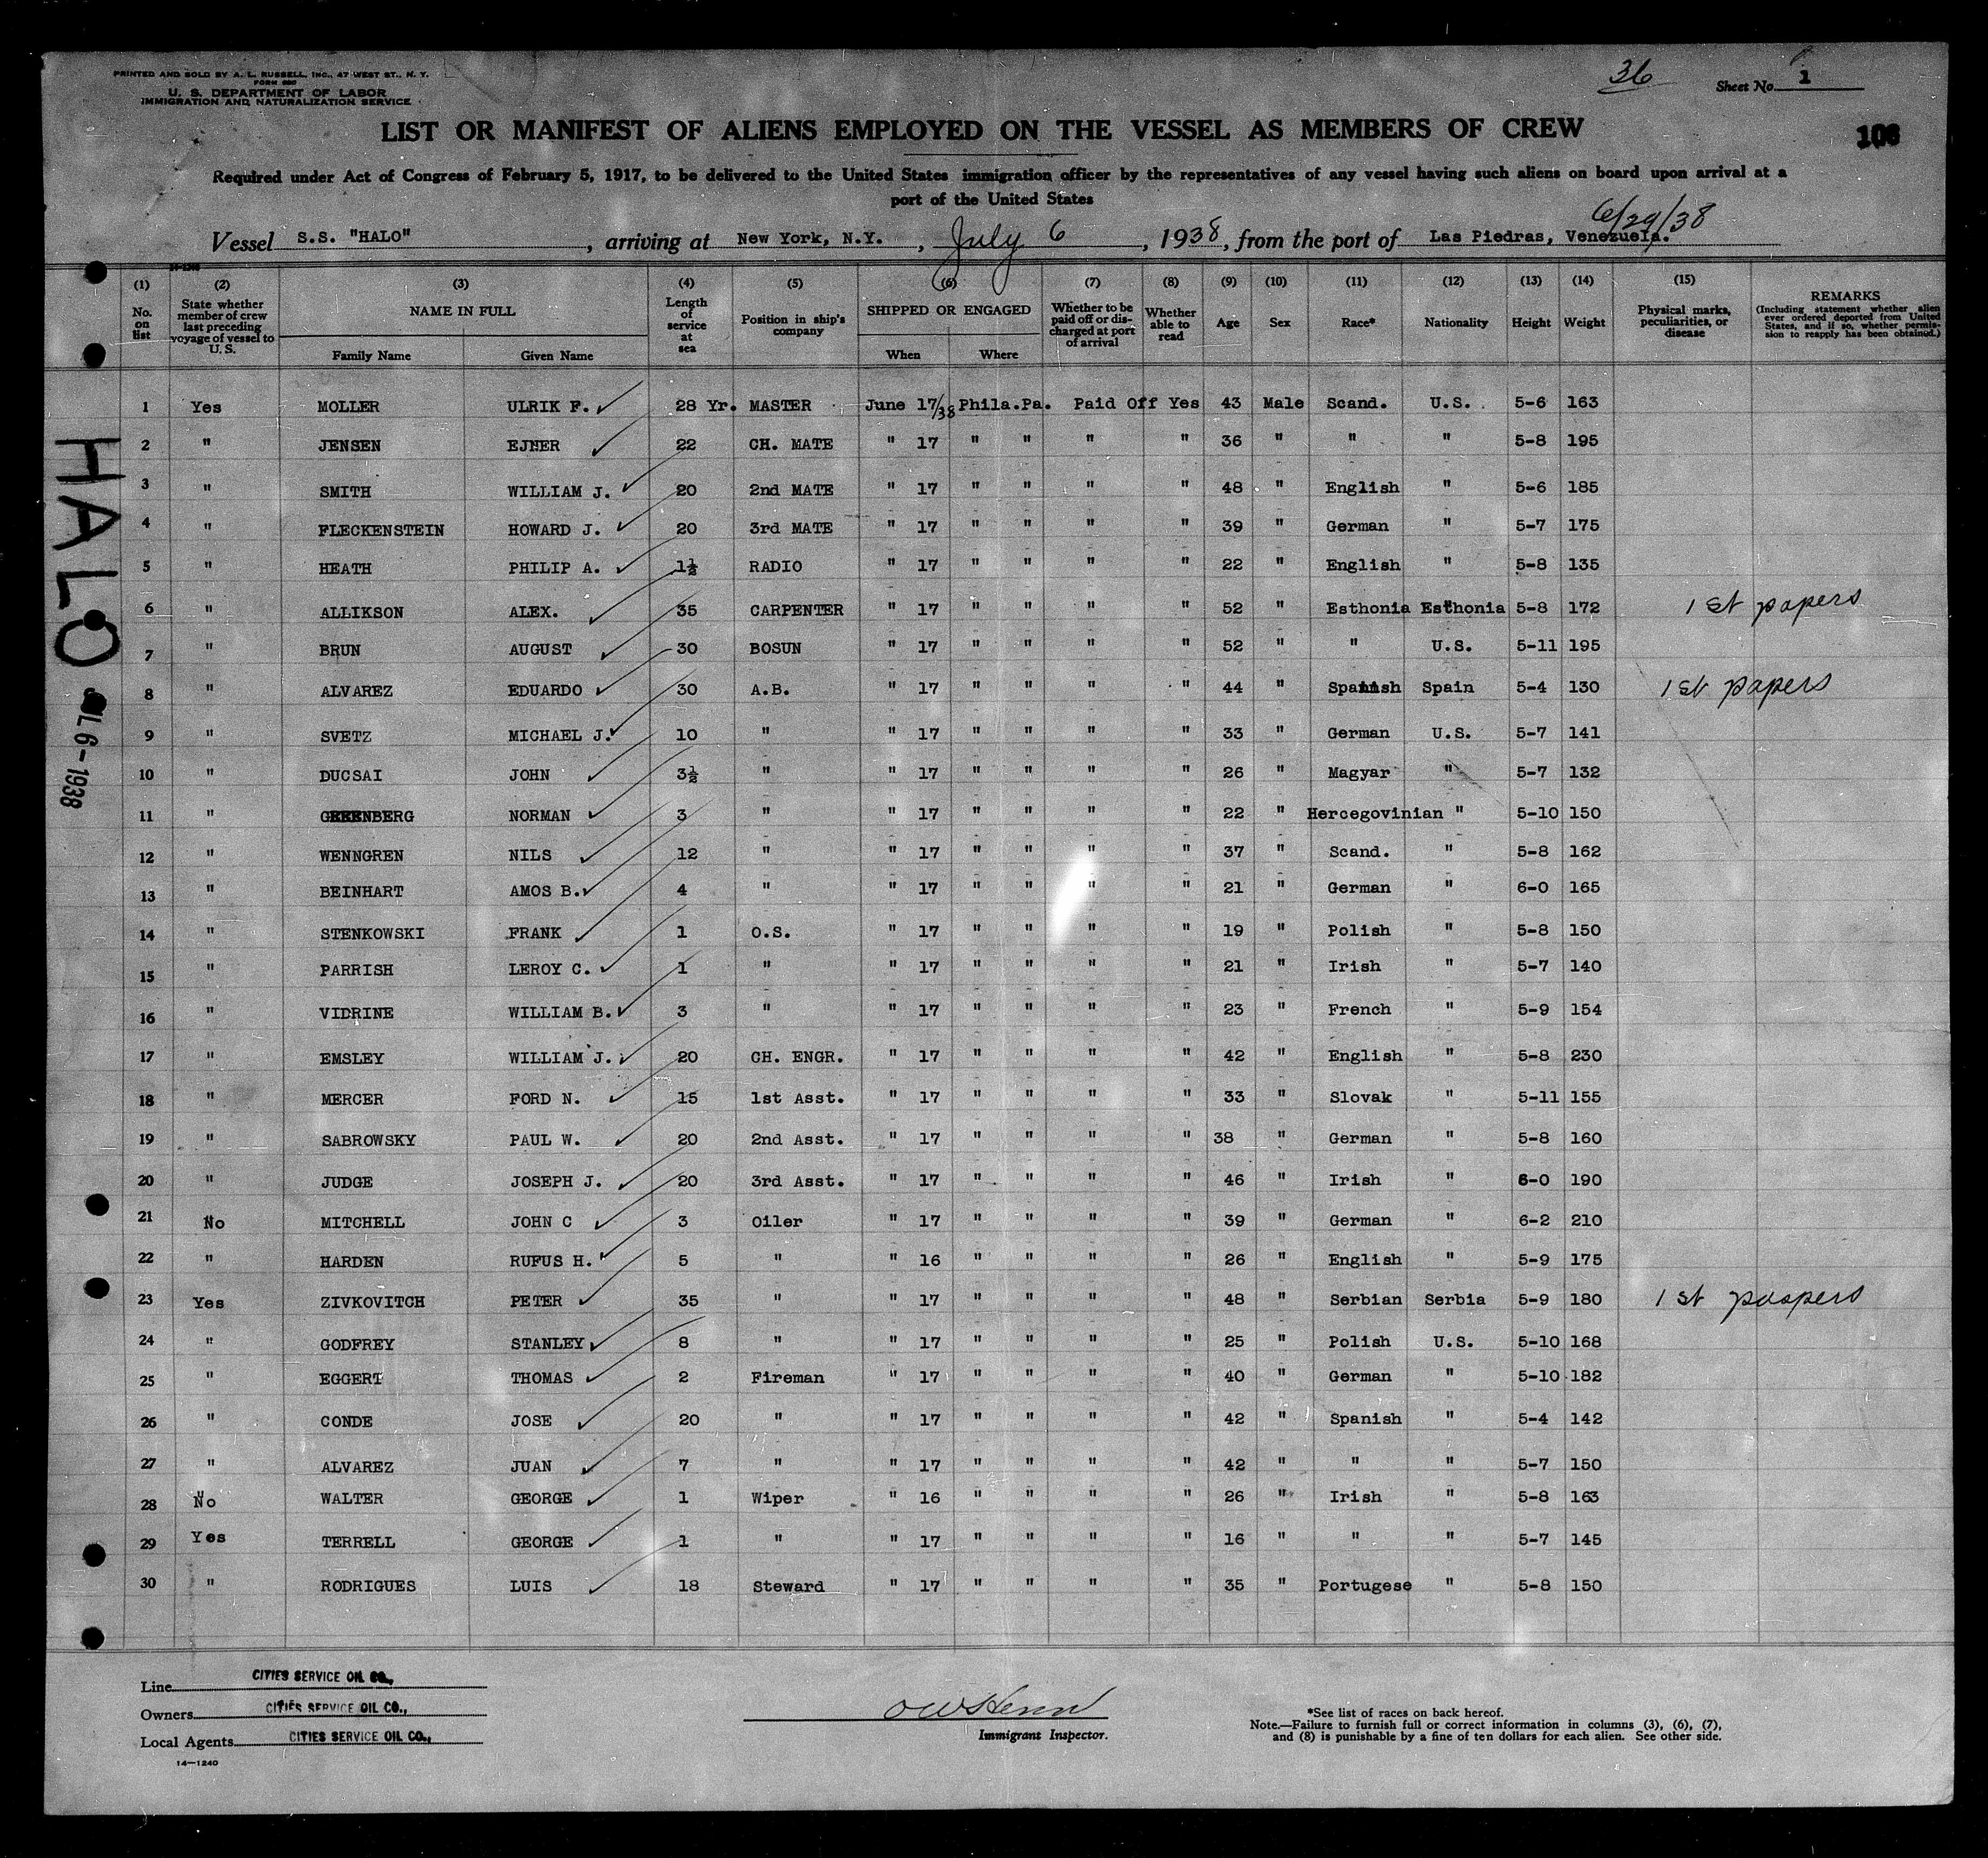 PRINTED AND SOLD BY A. L. RUSSELL, INC., 47 WEST ST., N. Y.
FORM 680
U. S. DEPARTMENT OF LABOR
IMMIGRATION AND NATURALIZATION SERVICE
36
Sheet No. 1
LIST OR MANIFEST OF ALIENS EMPLOYED ON THE VESSEL AS MEMBERS OF CREW
Required under Act of Congress of February 5, 1917, to be delivered to the United States immigration officer by the representatives of any vessel having such aliens on board upon arrival at a
port of the United States
6/29/38
Vessel S.S. "HALO", arriving at New York, N.Y., July 6, 1938, from the port of Las Piedras, Venezuela.
(1) (2) (3) (4) (5) (6) (7) (8) (9) (10) (11) (12) (13) (14) (15)
No. on list
State whether member of crew last preceding voyage of vessel to U. S.
NAME IN FULL
Family Name Given Name
Length of service at sea
Position in ship's company
SHIPPED OR ENGAGED
When Where
Whether to be paid off or discharged at port of arrival
Whether able to read
Age Sex Race* Nationality Height Weight
Physical marks, peculiarities, or disease
REMARKS
(Including statement whether alien ever ordered deported from United States, and if so, whether permission to reapply has been obtained.)
1 Yes MOLLER ULRIK F. 28 Yr. MASTER June 17/38 Phila.Pa. Paid Off Yes 43 Male Scand. U.S. 5-6 163
2 " JENSEN EJNER 22 CH. MATE " 17 " " " " 36 " " " 5-8 195
3 " SMITH WILLIAM J. 20 2nd MATE " 17 " " " " 48 " English " 5-6 185
4 " FLECKENSTEIN HOWARD J. 20 3rd MATE " 17 " " " " 39 " German " 5-7 175
5 " HEATH PHILIP A. 1½ RADIO " 17 " " " " 22 " English " 5-8 135
6 " ALLIKSON ALEX. 35 CARPENTER " 17 " " " " 52 " Esthonia Esthonia 5-8 172 1st papers
7 " BRUN AUGUST 30 BOSUN " 17 " " " " 52 " " U.S. 5-11 195
8 " ALVAREZ EDUARDO 30 A.B. " 17 " " " " 44 " Spanish Spain 5-4 130 1st papers
9 " SVETZ MICHAEL J. 10 " " 17 " " " " 33 " German U.S. 5-7 141
10 " DUCSAI JOHN 3½ " " 17 " " " " 26 " Magyar " 5-7 132
11 " GREENBERG NORMAN 3 " " 17 " " " " 22 " Hercegovinian " 5-10 150
12 " WENNGREN NILS 12 " " 17 " " " " 37 " Scand. " 5-8 162
13 " BEINHART AMOS B. 4 " " 17 " " " " 21 " German " 6-0 165
14 " STENKOWSKI FRANK 1 O.S. " 17 " " " " 19 " Polish " 5-8 150
15 " PARRISH LEROY C. 1 " " 17 " " " " 21 " Irish " 5-7 140
16 " VIDRINE WILLIAM B. 3 " " 17 " " " " 23 " French " 5-9 154
17 " EMSLEY WILLIAM J. 20 CH. ENGR. " 17 " " " " 42 " English " 5-8 230
18 " MERCER FORD N. 15 1st Asst. " 17 " " " " 33 " Slovak " 5-11 155
19 " SABROWSKY PAUL W. 20 2nd Asst. " 17 " " " " 38 " German " 5-8 160
20 " JUDGE JOSEPH J. 20 3rd Asst. " 17 " " " " 46 " Irish " 6-0 190
21 No MITCHELL JOHN C 3 Oiler " 17 " " " " 39 " German " 6-2 210
22 " HARDEN RUFUS H. 5 " " 16 " " " " 26 " English " 5-9 175
23 Yes ZIVKOVITCH PETER 35 " " 17 " " " " 48 " Serbian Serbia 5-9 180 1st papers
24 " GODFREY STANLEY 8 " " 17 " " " " 25 " Polish U.S. 5-10 168
25 " EGGERT THOMAS 2 Fireman " 17 " " " " 40 " German " 5-10 182
26 " CONDE JOSE 20 " " 17 " " " " 42 " Spanish " 5-4 142
27 " ALVAREZ JUAN 7 " " 17 " " " " 42 " " " 5-7 150
28 No WALTER GEORGE 1 Wiper " 16 " " " " 26 " Irish " 5-8 163
29 Yes TERRELL GEORGE 1 " " 17 " " " " 16 " " " 5-7 145
30 " RODRIGUES LUIS 18 Steward " 17 " " " " 35 " Portugese " 5-8 150
HALO
JUL 6-1938
Line CITIES SERVICE OIL CO.,
Owners CITIES SERVICE OIL CO.,
Local Agents CITIES SERVICE OIL CO.,
14—1240
Immigrant Inspector.
*See list of races on back hereof.
Note.—Failure to furnish full or correct information in columns (3), (6), (7),
and (8) is punishable by a fine of ten dollars for each alien. See other side.